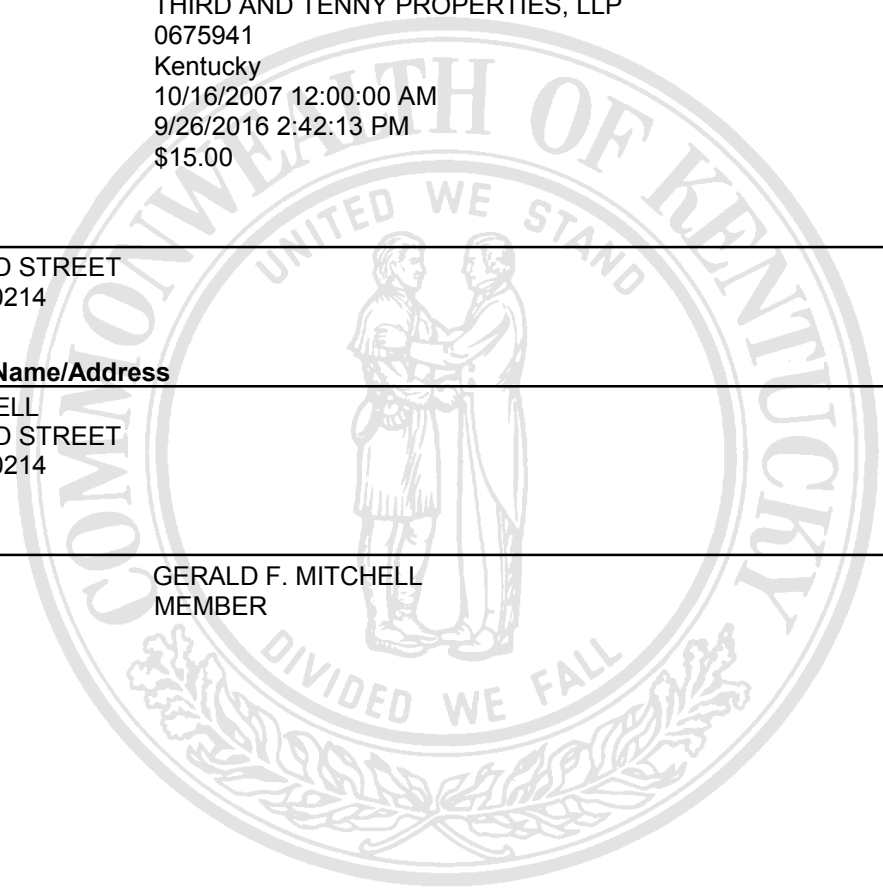 THIRD AND TENNY PROPERTIES, LLP
0675941
Kentucky
10/16/2007 12:00:00 AM
9/26/2016 2:42:13 PM
$15.00
D STREET
0214
Name/Address
ELL
D STREET
0214
GERALD F. MITCHELL
MEMBER
COMMONWEALTH OF KENTUCKY
UNITED WE STAND
DIVIDED WE FALL